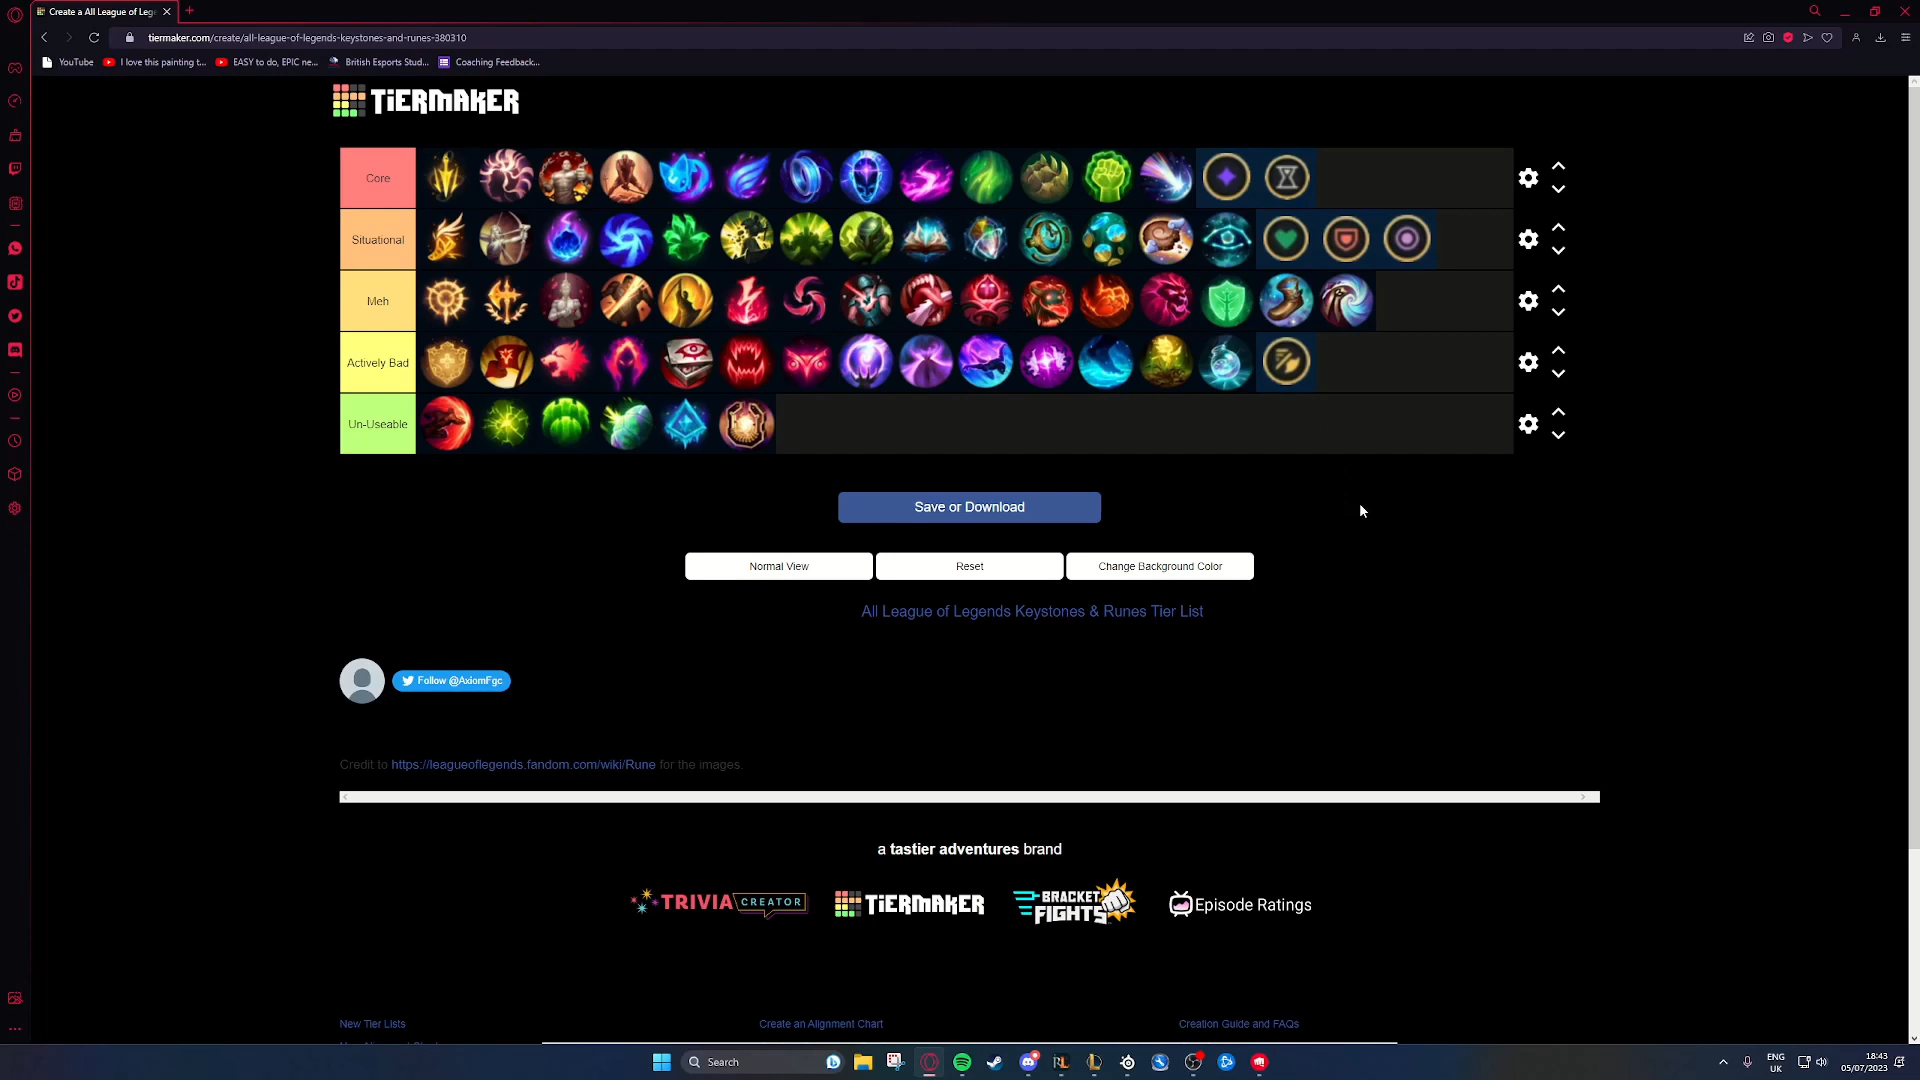 Create a All League of Lege
tiermaker.com/create/all-league-of-legends-keystones-and-runes-380310
YouTube
I love this painting t...
EASY to do, EPIC ne...
British Esports Stud...
Coaching Feedback...
TiERMAKER
Core
Situational
Meh
Actively Bad
Un-Useable
Save or Download
Normal View
Reset
Change Background Color
All League of Legends Keystones & Runes Tier List
Follow @AxiomFgc
Credit to https://leagueoflegends.fandom.com/wiki/Rune for the images.
a tastier adventures brand
TRIVIA CREATOR
TiERMAKER
BRACKET FIGHTS
Episode Ratings
New Tier Lists
Create an Alignment Chart
Creation Guide and FAQs
Search
ENG
UK
18:43
05/07/2023